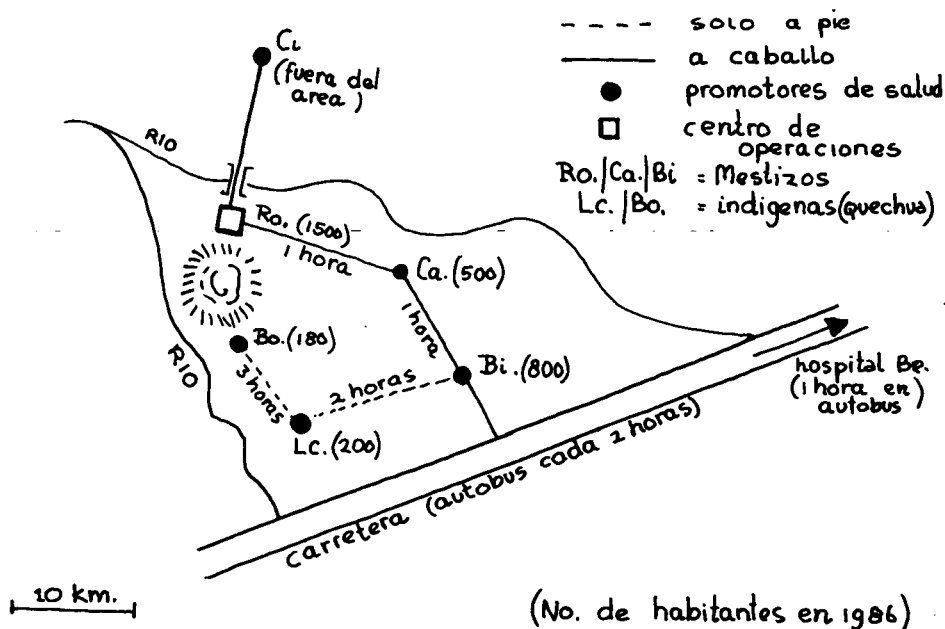 CL
(fuera del
area)
--- solo a pie
— a caballo
● promotores de salud
□ centro de
operaciones
Ro./Ca./Bi = Mestizos
Lc./Bo. = indigenas (quechua)
RIO
Ro. (1500)
1 hora
Ca. (500)
1 hora
Bo. (180)
RIO
3 horas
2 horas
Bi. (800)
Lc. (200)
hospital Be.
(1 hora en
autobus)
carretera (autobus cada 2 horas)
10 km.
(No. de habitantes en 1986)